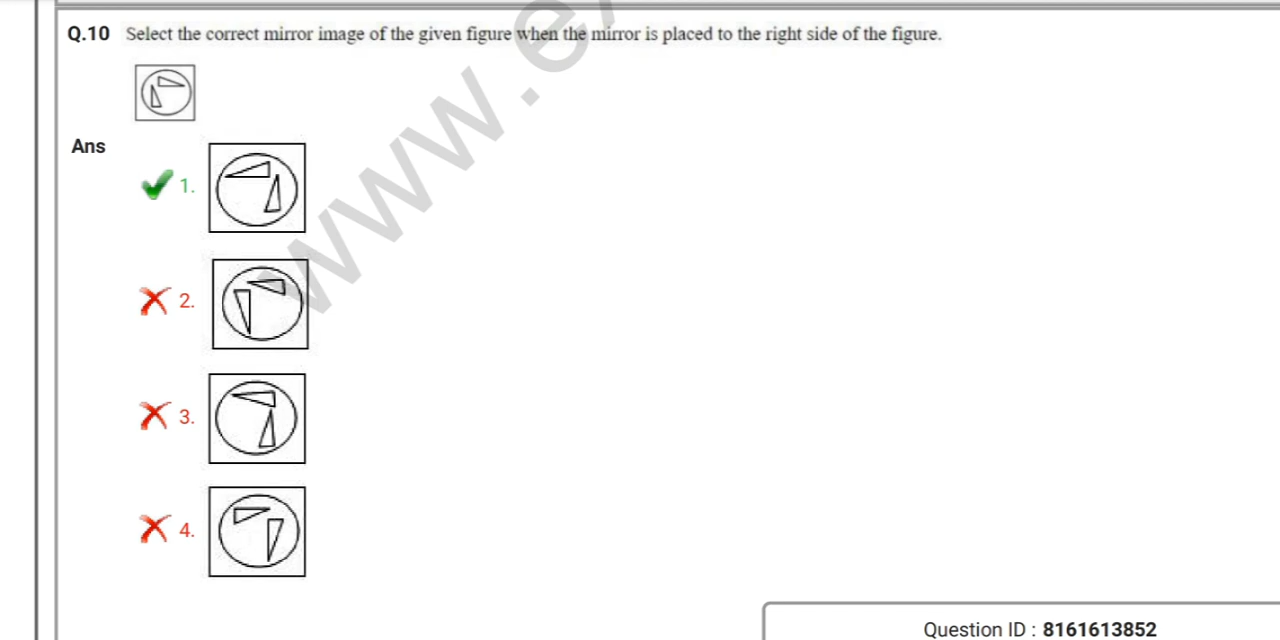 Q.10 Select the correct mirror image of the given figure when the mirror is placed to the right side of the figure.
Ans
1.
2.
3.
4.
www.e
Question ID : 8161613852